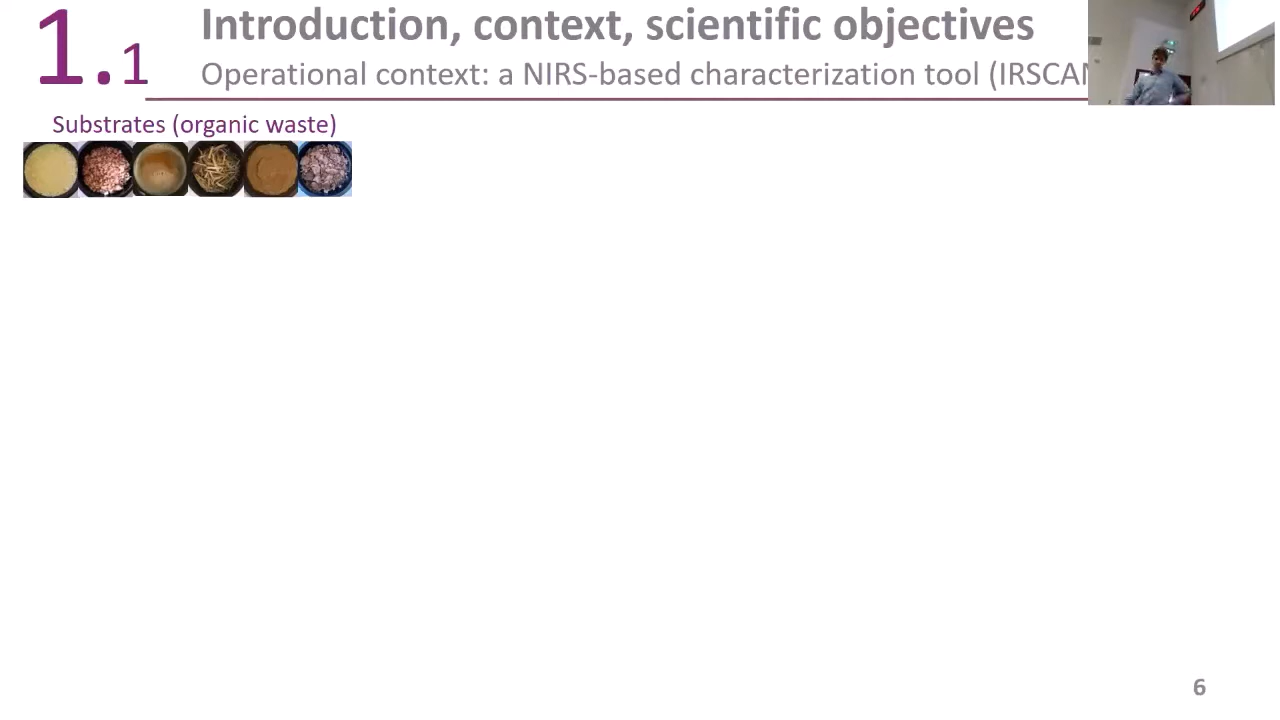 1.1
Introduction, context, scientific objectives
Operational context: a NIRS-based characterization tool (IRSCAN
Substrates (organic waste)
6